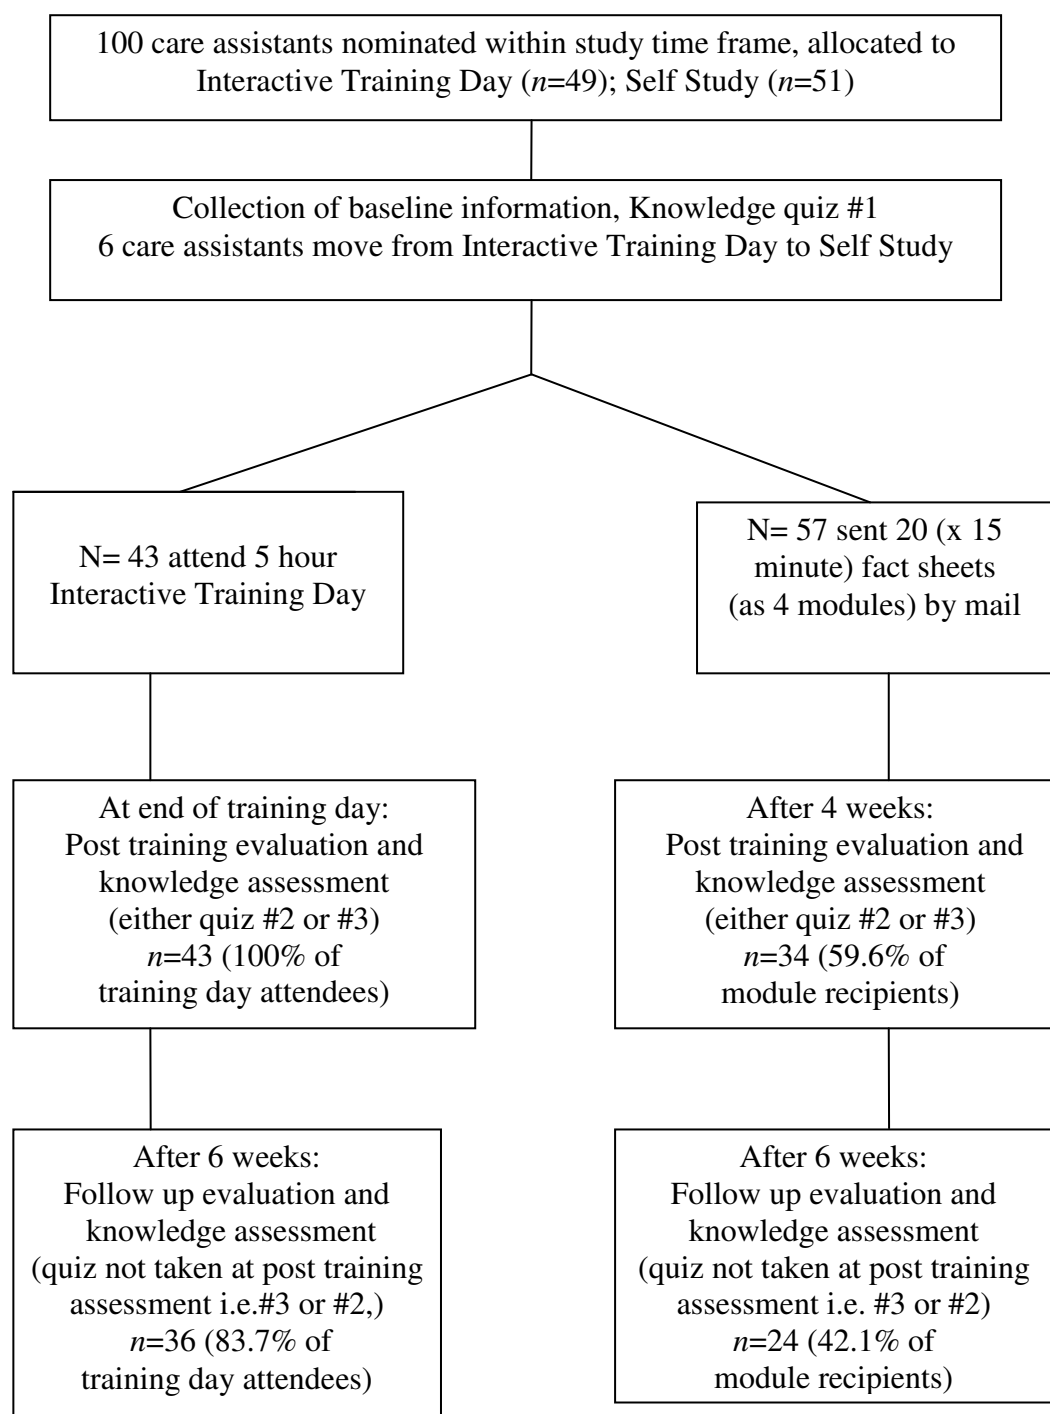 100 care assistants nominated within study time frame, allocated to
Interactive Training Day (n=49); Self Study (n=51)
Collection of baseline information, Knowledge quiz #1
6 care assistants move from Interactive Training Day to Self Study
N= 43 attend 5 hour
Interactive Training Day
N= 57 sent 20 (x 15
minute) fact sheets
(as 4 modules) by mail
At end of training day:
Post training evaluation and
knowledge assessment
(either quiz #2 or #3)
n=43 (100% of
training day attendees)
After 4 weeks:
Post training evaluation and
knowledge assessment
(either quiz #2 or #3)
n=34 (59.6% of
module recipients)
After 6 weeks:
Follow up evaluation and
knowledge assessment
(quiz not taken at post training
assessment i.e.#3 or #2,)
n=36 (83.7% of
training day attendees)
After 6 weeks:
Follow up evaluation and
knowledge assessment
(quiz not taken at post training
assessment i.e. #3 or #2)
n=24 (42.1% of
module recipients)